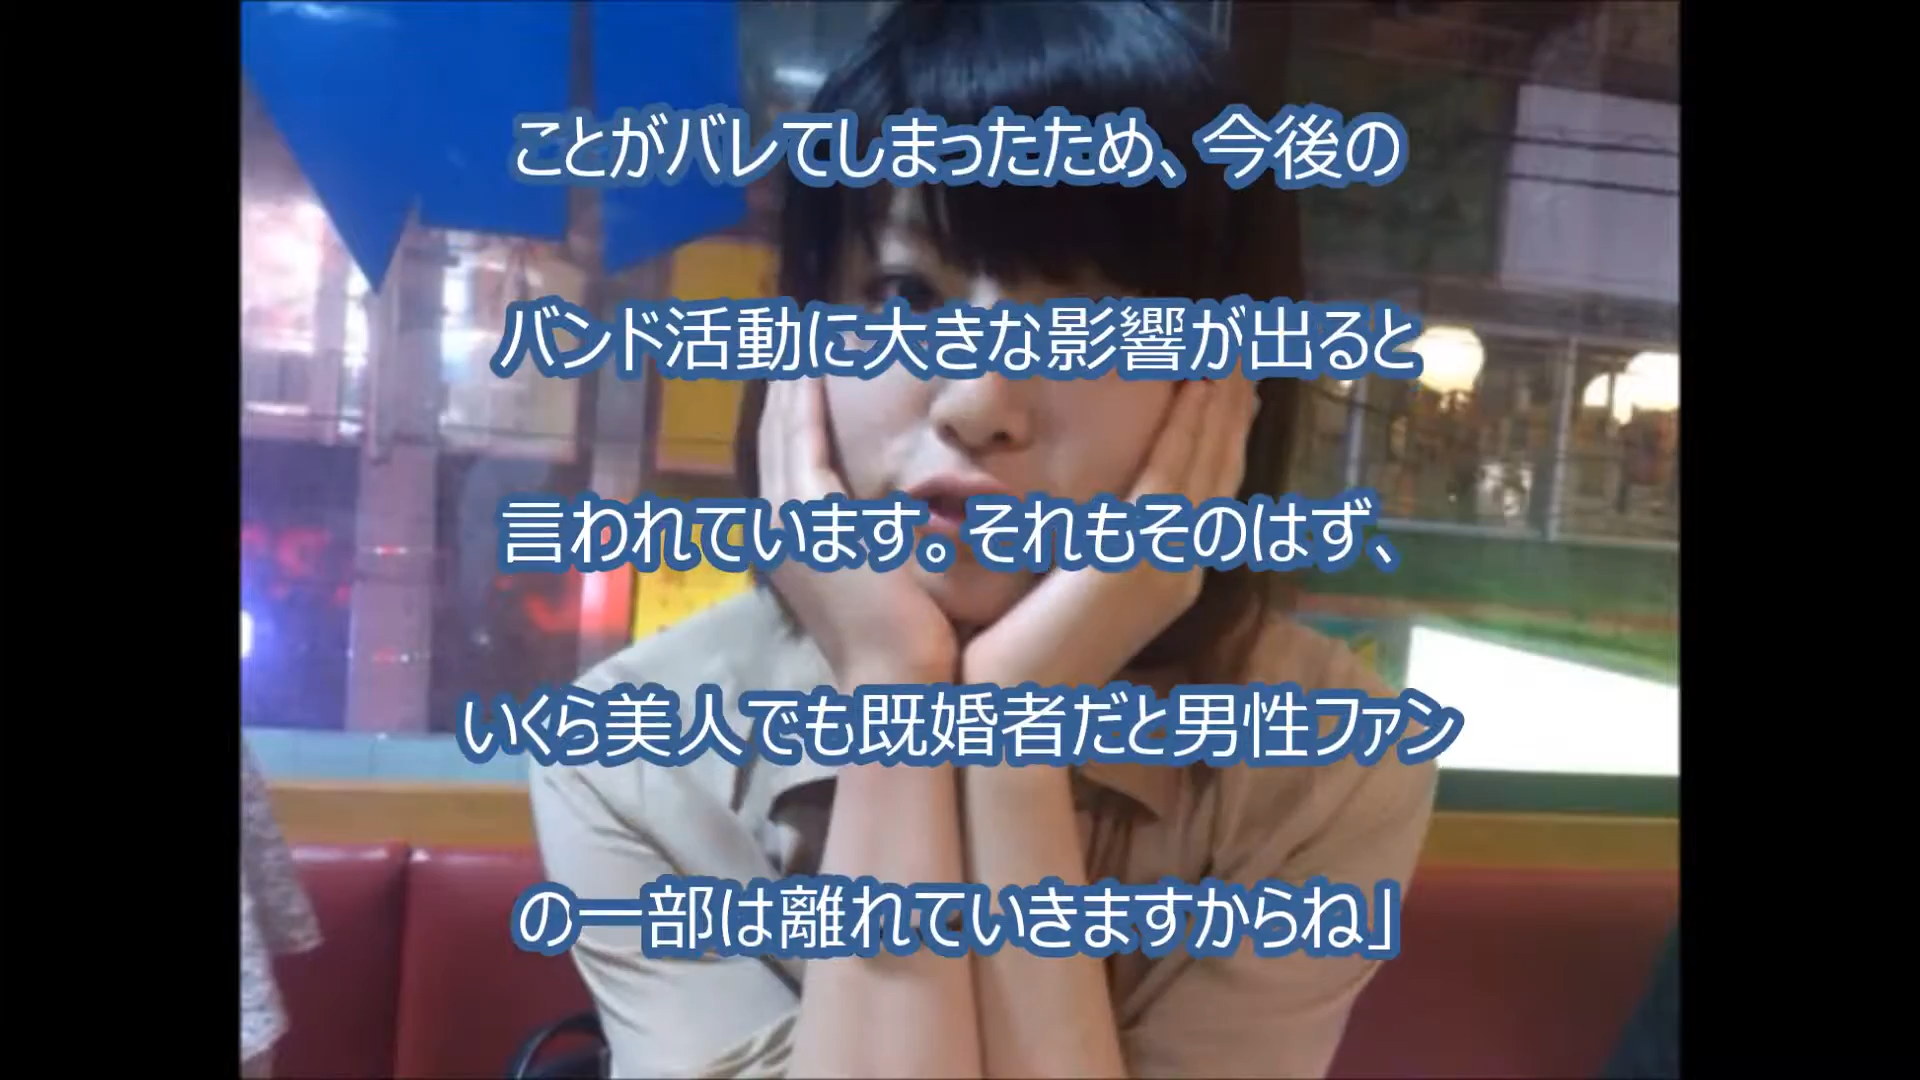 ことがバレてしまったため、今後の
バンド活動に大きな影響が出ると
言われています。それもそのはず、
いくら美人でも既婚者だと男性ファン
の一部は離れていきますからね」